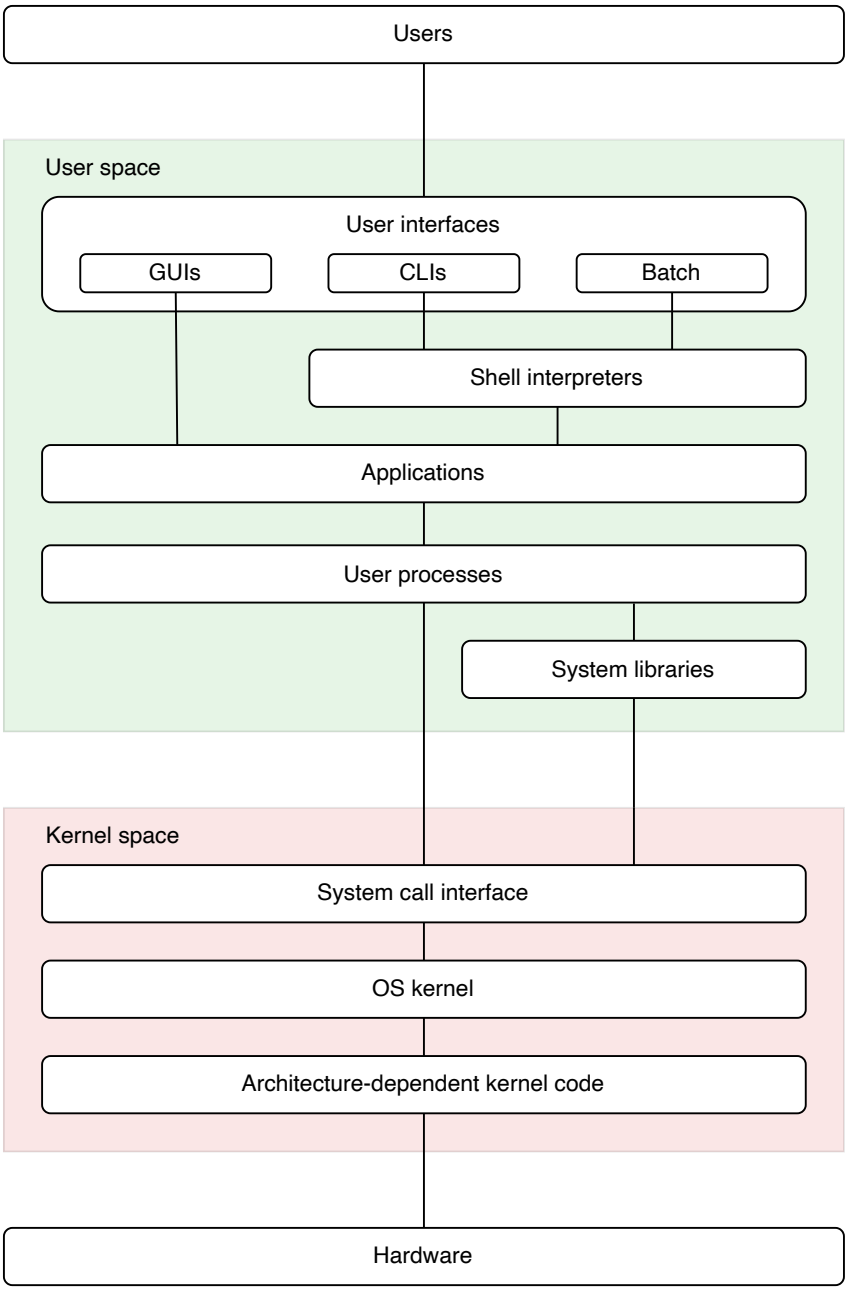 Users
User space
User interfaces
GUIs
CLIs
Batch
Shell interpreters
Applications
User processes
System libraries
Kernel space
System call interface
OS kernel
Architecture-dependent kernel code
Hardware